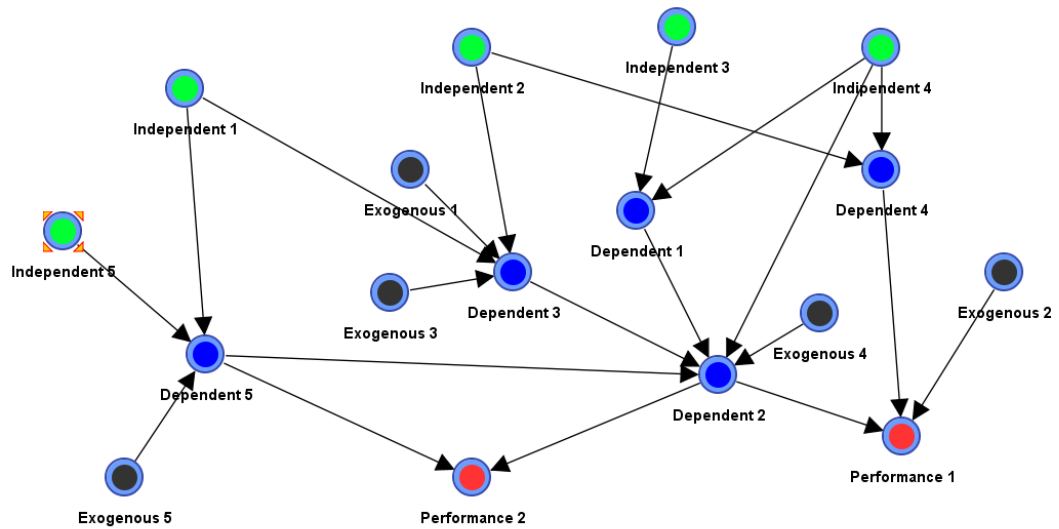 Independent 3
Independent 2
Indipendent 4
Independent 1
Exogenous 1
Dependent 4
Dependent 1
Independent 5
Dependent 3
Exogenous 2
Exogenous 3
Exogenous 4
Dependent 5
Dependent 2
Performance 1
Exogenous 5
Performance 2